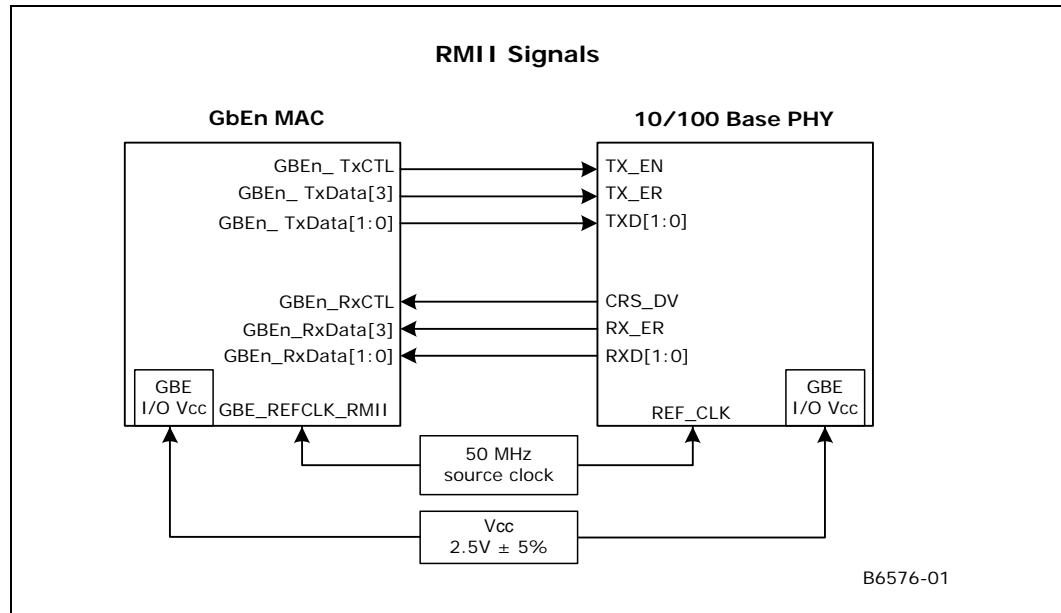 RMII Signals
GbEn MAC
10/100 Base PHY
GBEn_ TxCTL
TX_EN
GBEn_ TxData[3]
TX_ER
GBEn_ TxData[1:0]
TXD[1:0]
GBEn_RxCTL
CRS_DV
GBEn_RxData[3]
RX_ER
GBEn_RxData[1:0]
RXD[1:0]
GBE
I/O Vcc
GBE_REFCLK_RMII
REF_CLK
GBE
I/O Vcc
50 MHz
source clock
Vcc
2.5V ± 5%
B6576-01